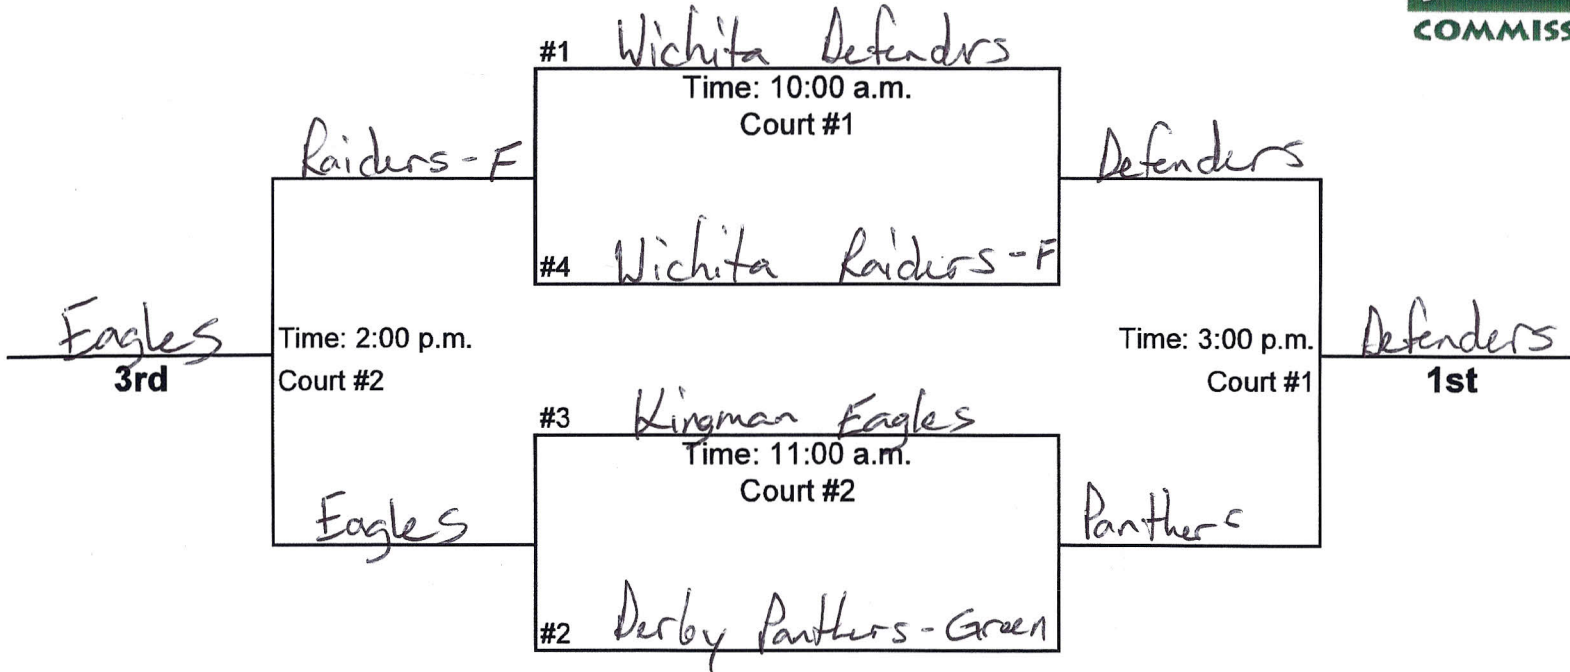 COMMISS
#1 Wichita Defenders
Time: 10:00 a.m.
Court #1
Raiders-F
Defenders
#4 Wichita Raiders-F
Eagles
3rd
Time: 2:00 p.m.
Court #2
Time: 3:00 p.m.
Court #1
Defenders
1st
#3 Kingman Eagles
Time: 11:00 a.m.
Court #2
Eagles
Panthers
#2 Derby Panthers-Green